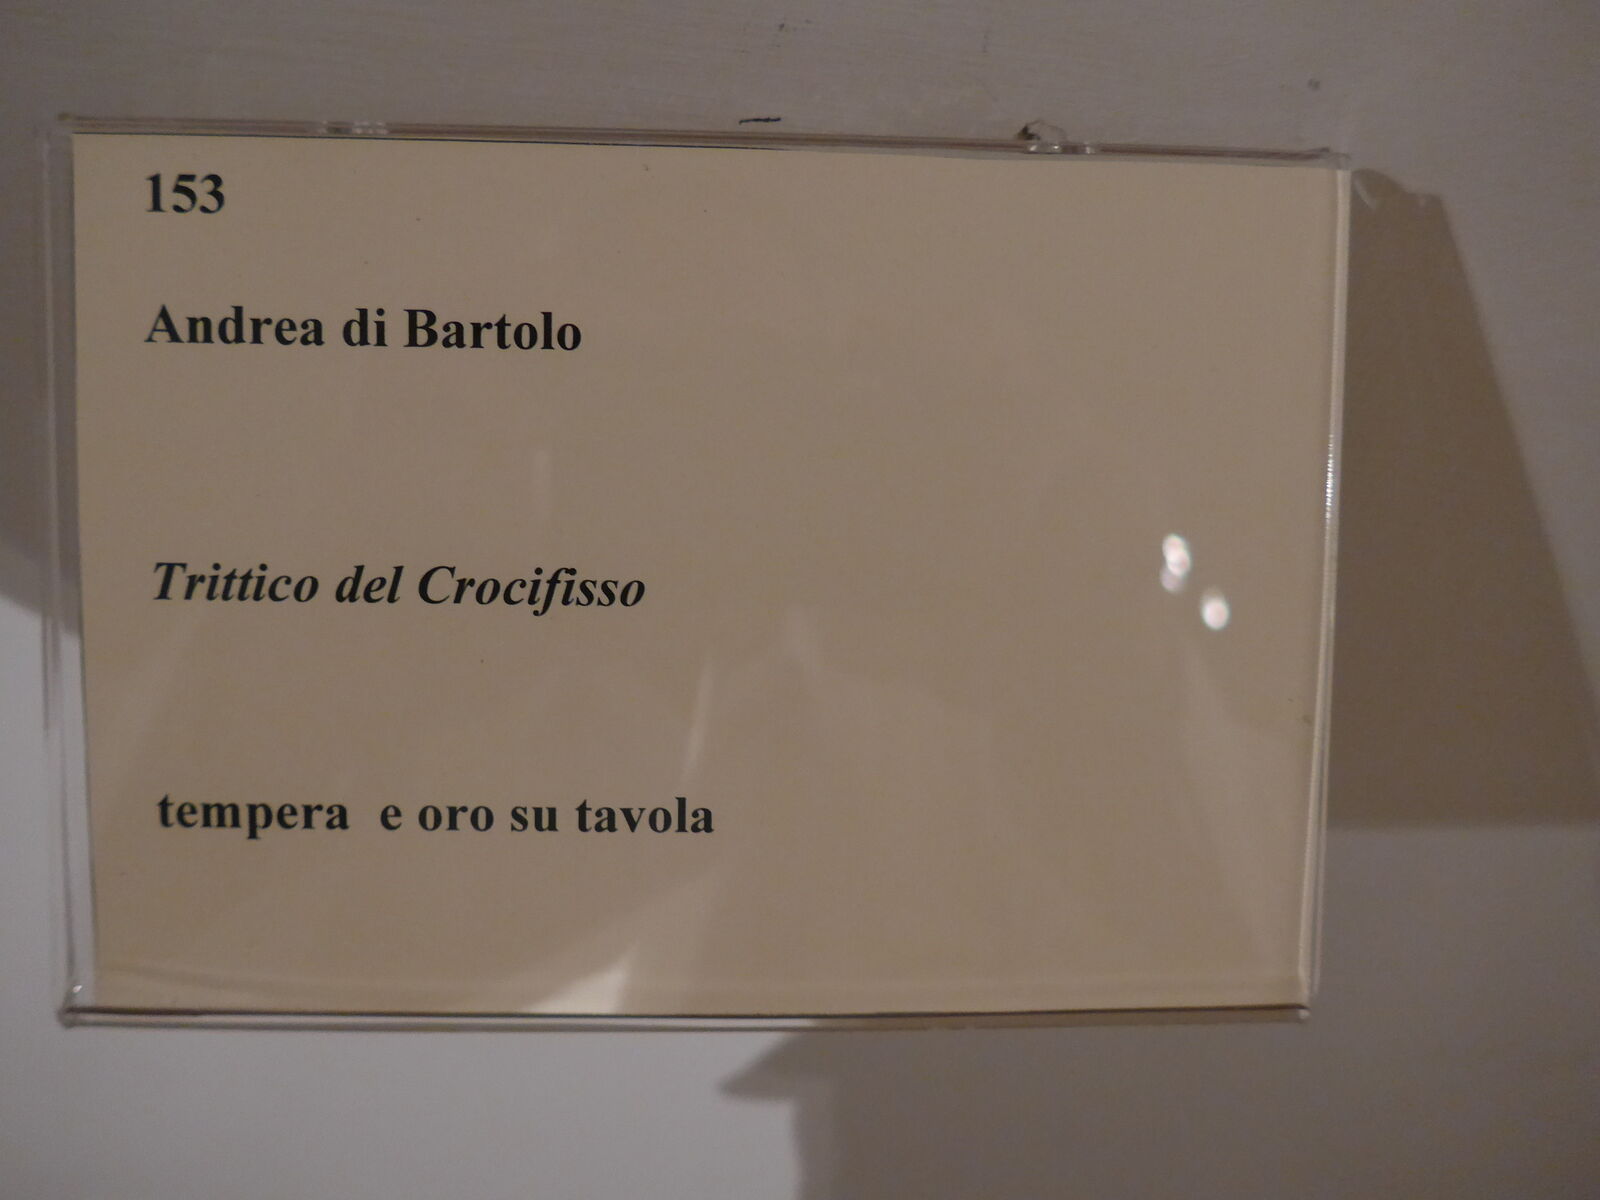 153
Andrea di Bartolo
Trittico del Crocifisso
tempera  e oro su tavola